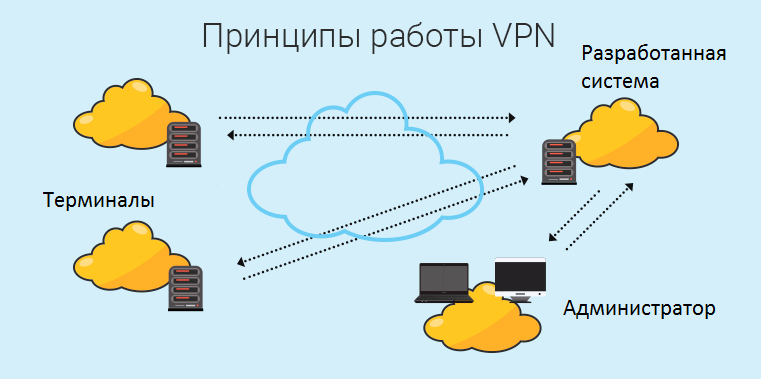 Принципы работы VPN
Разработанная
система
Терминалы
Администратор